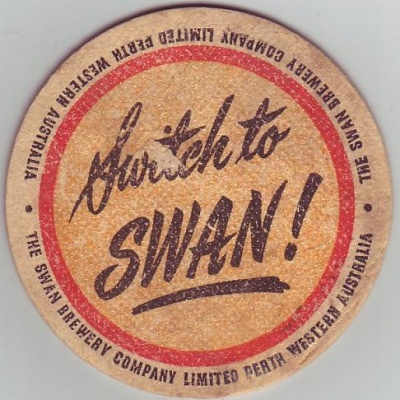 THE SWAN BREWERY COMPANY LIMITED PERTH WESTERN AUSTRALIA
Switch to
SWAN!
THE SWAN BREWERY COMPANY LIMITED PERTH WESTERN AUSTRALIA